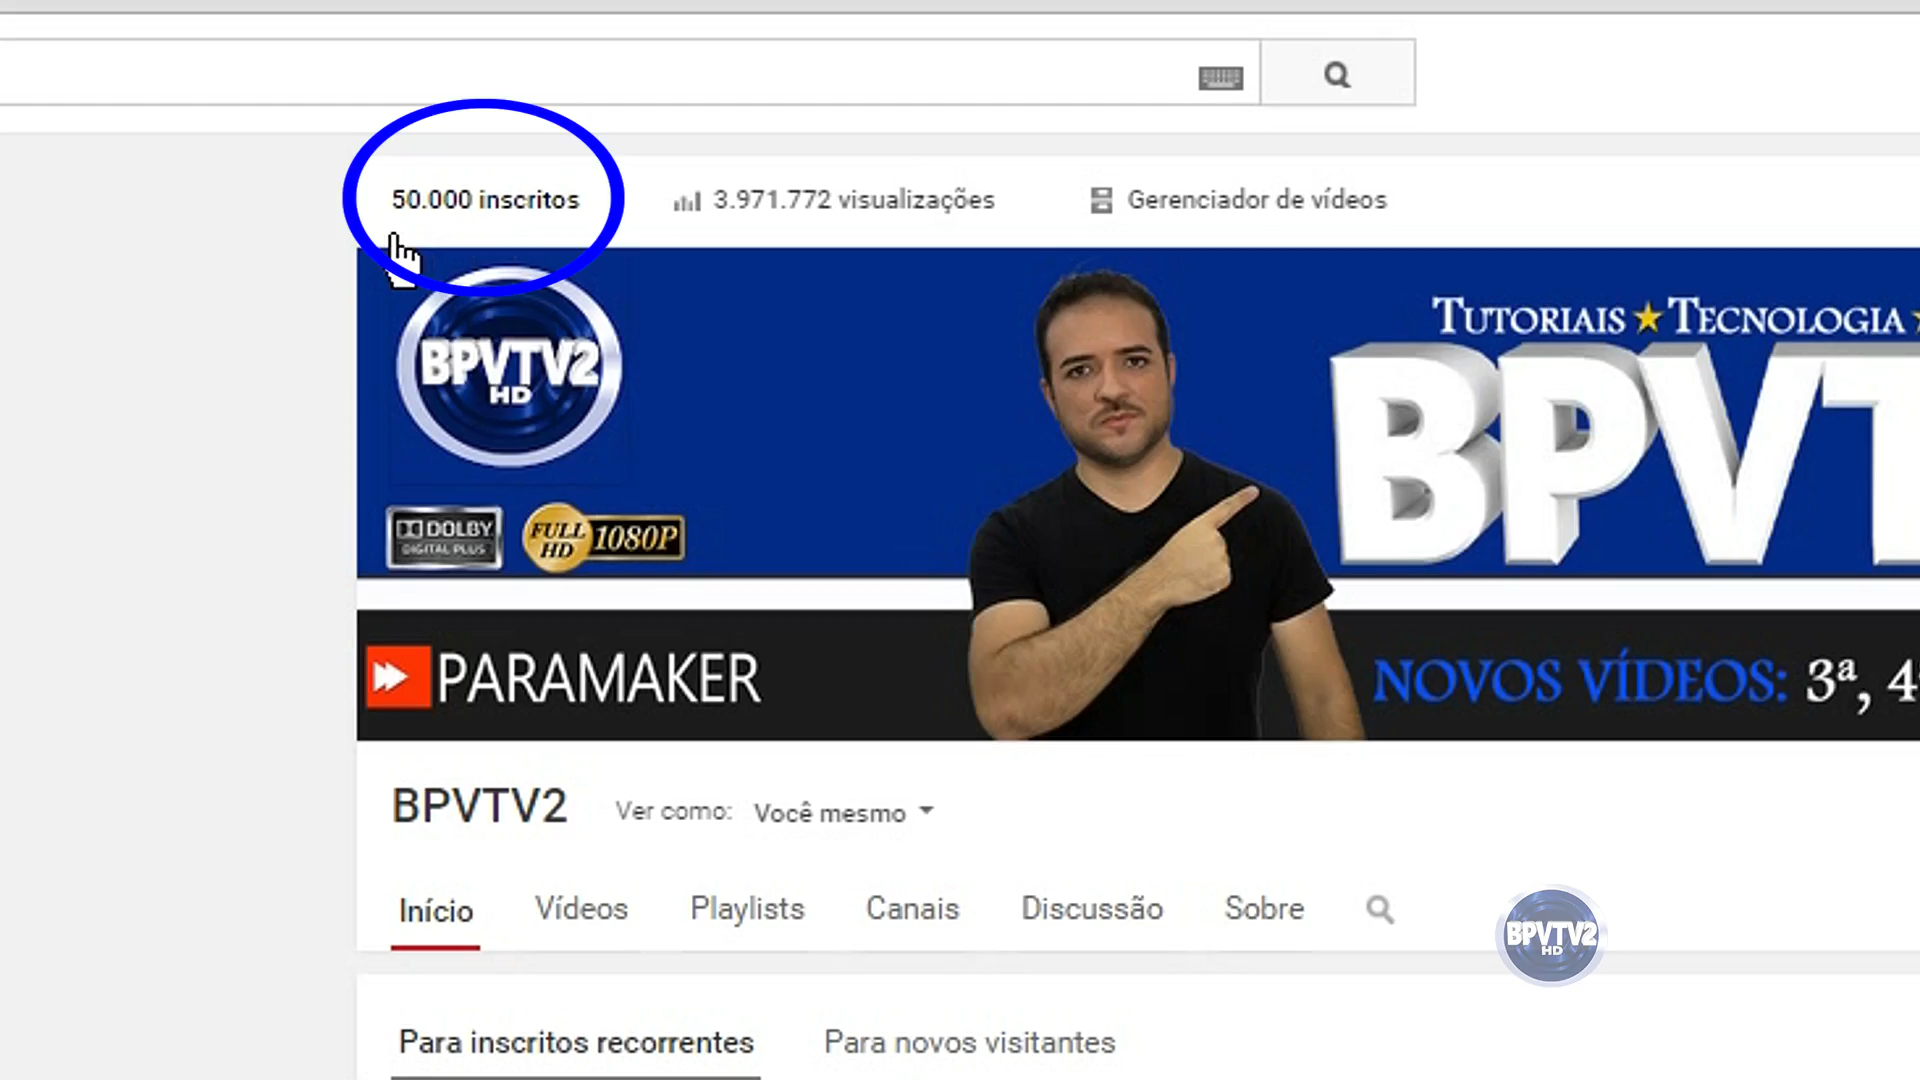 50.000 inscritos
3.971.772 visualizações
Gerenciador de vídeos
BPVTV2
HD
TUTORIAIS ★ TECNOLOGIA
BPVT
DOLBY
DIGITAL PLUS
FULL
HD
1080P
PARAMAKER
NOVOS VÍDEOS: 3ª, 4ª
BPVTV2
Ver como: Você mesmo
Início
Vídeos
Playlists
Canais
Discussão
Sobre
BPVTV2
HD
Para inscritos recorrentes
Para novos visitantes